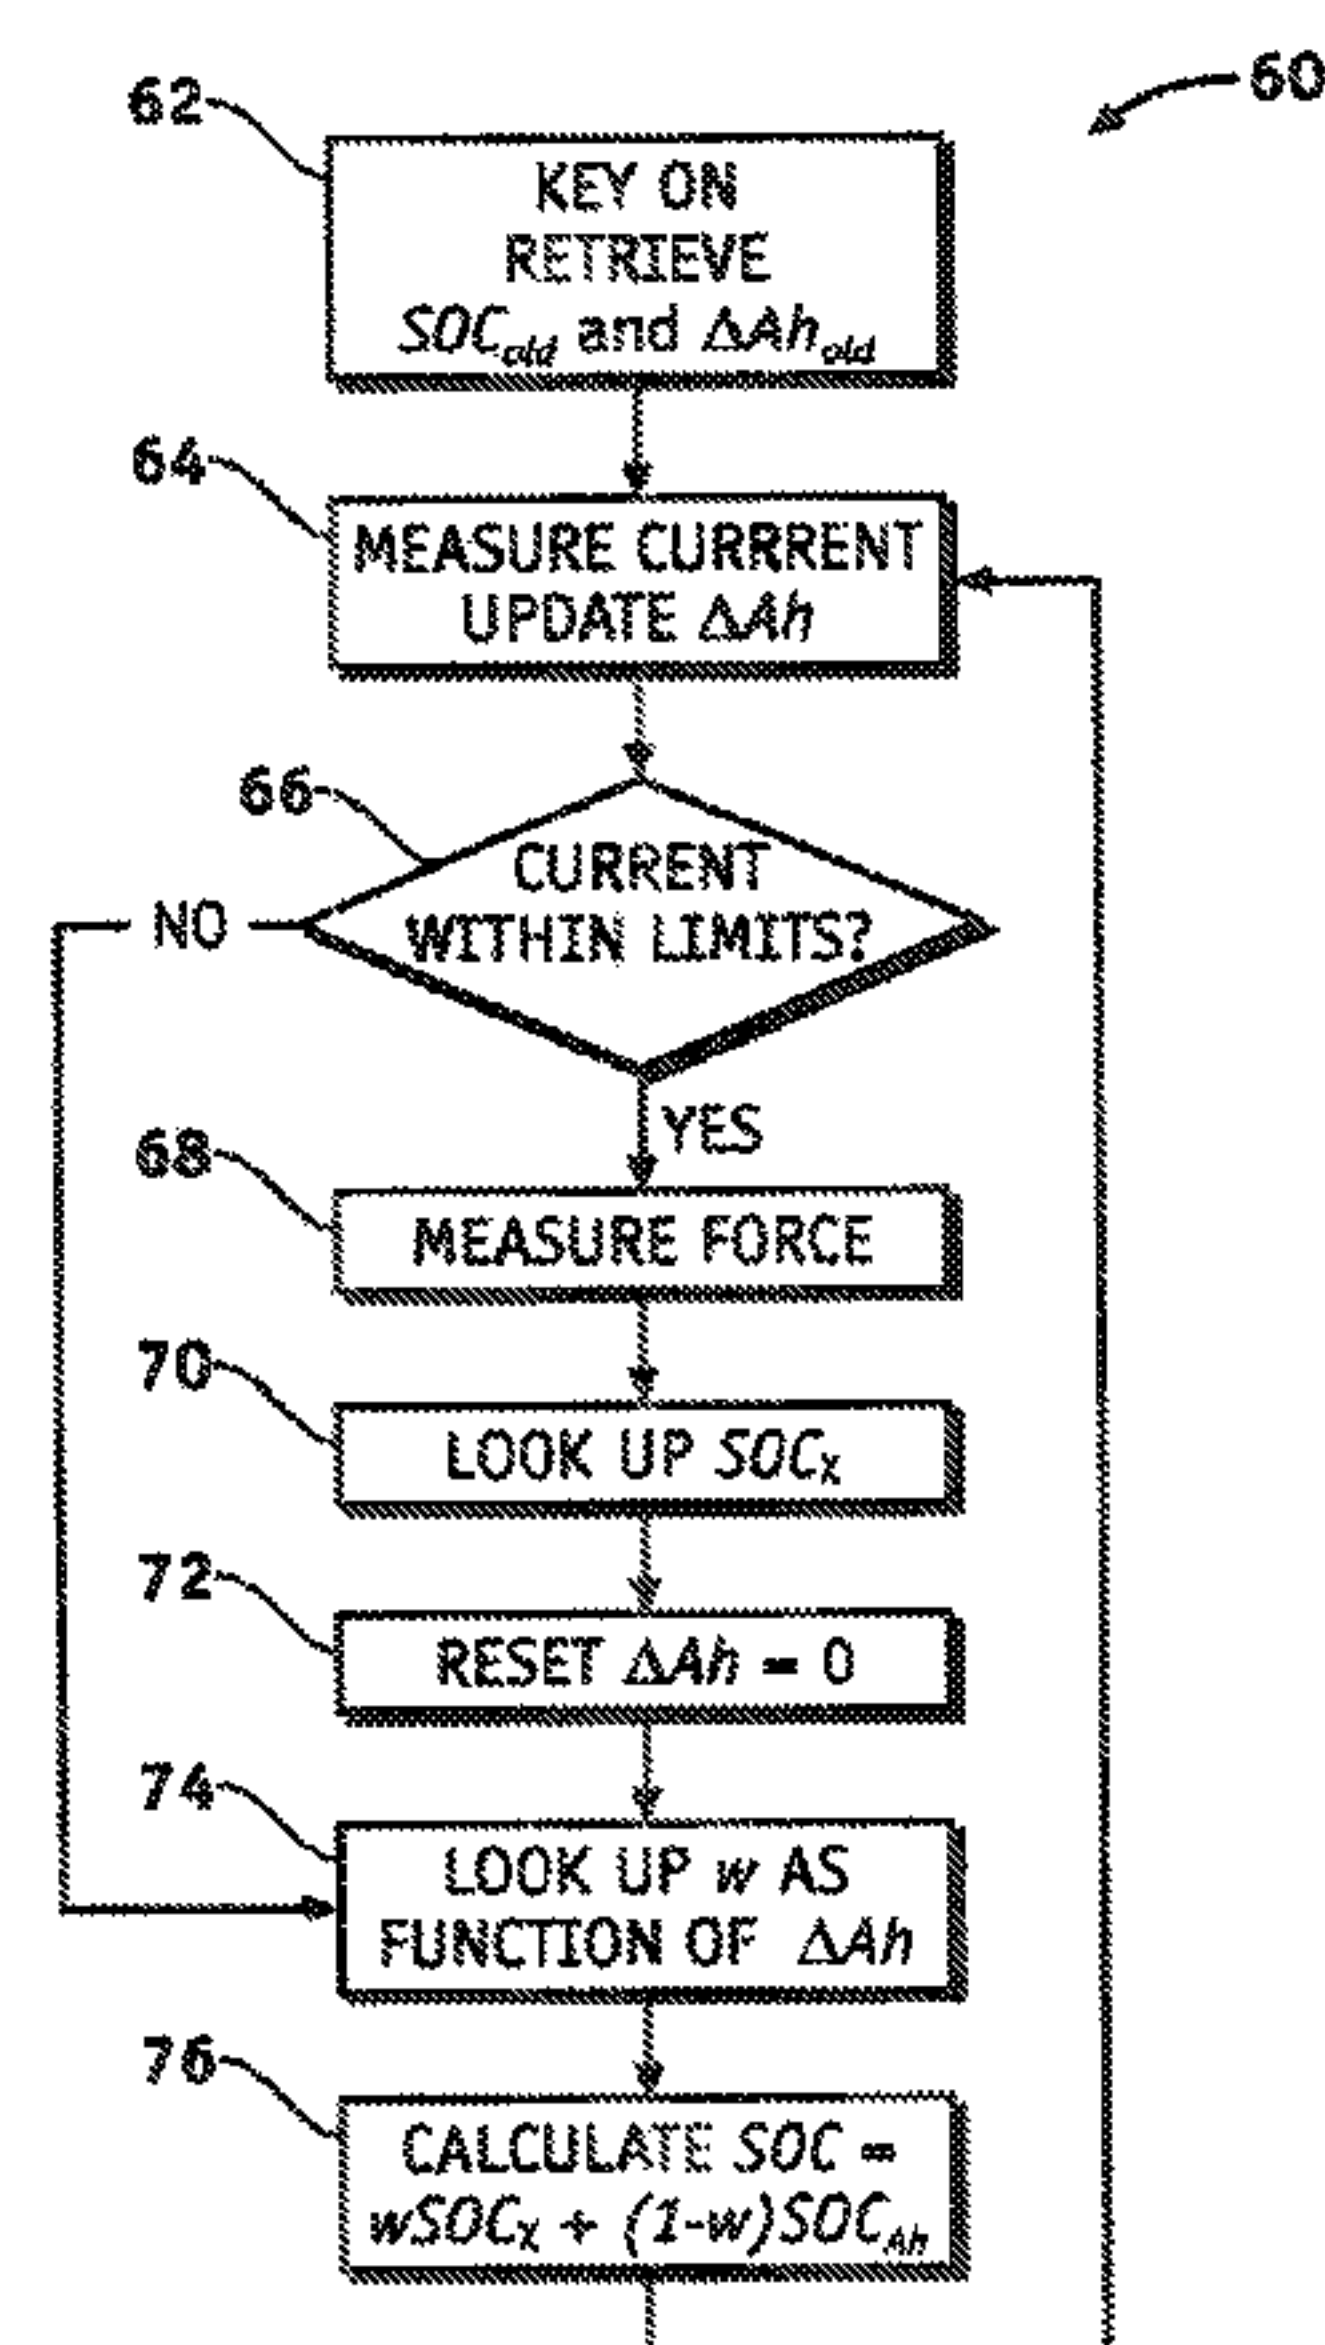 60
62
KEY ON
RETRIEVE
SOCold and ΔAhold
64
MEASURE CURRRENT
UPDATE ΔAh
66
CURRENT
WITHIN LIMITS?
NO
YES
68
MEASURE FORCE
70
LOOK UP SOCχ
72
RESET ΔAh = 0
74
LOOK UP w AS
FUNCTION OF ΔAh
76
CALCULATE SOC =
wSOCχ + (1-w)SOCAh